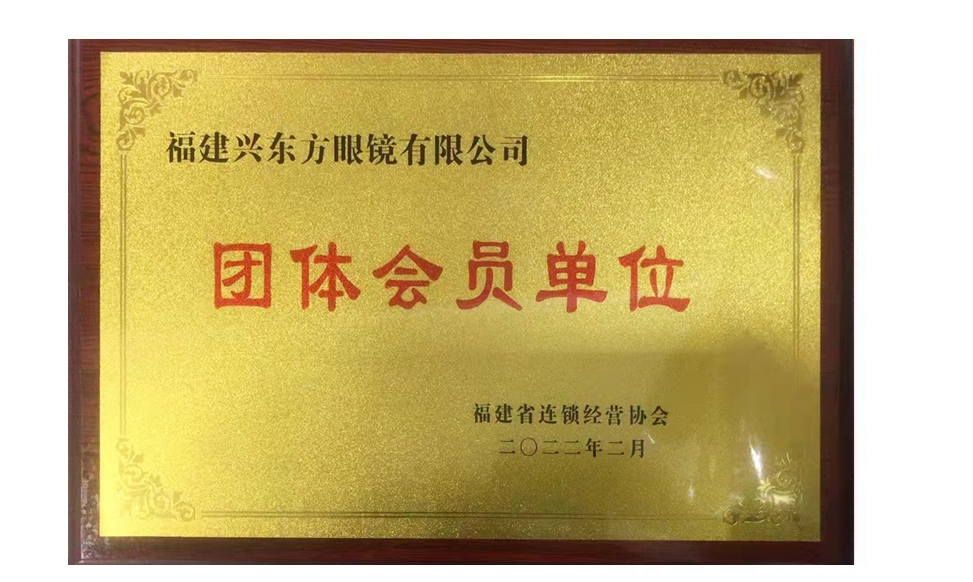 福建兴东方眼镜有限公司
团体会员单位
福建省连锁经营协会
二〇二二年二月